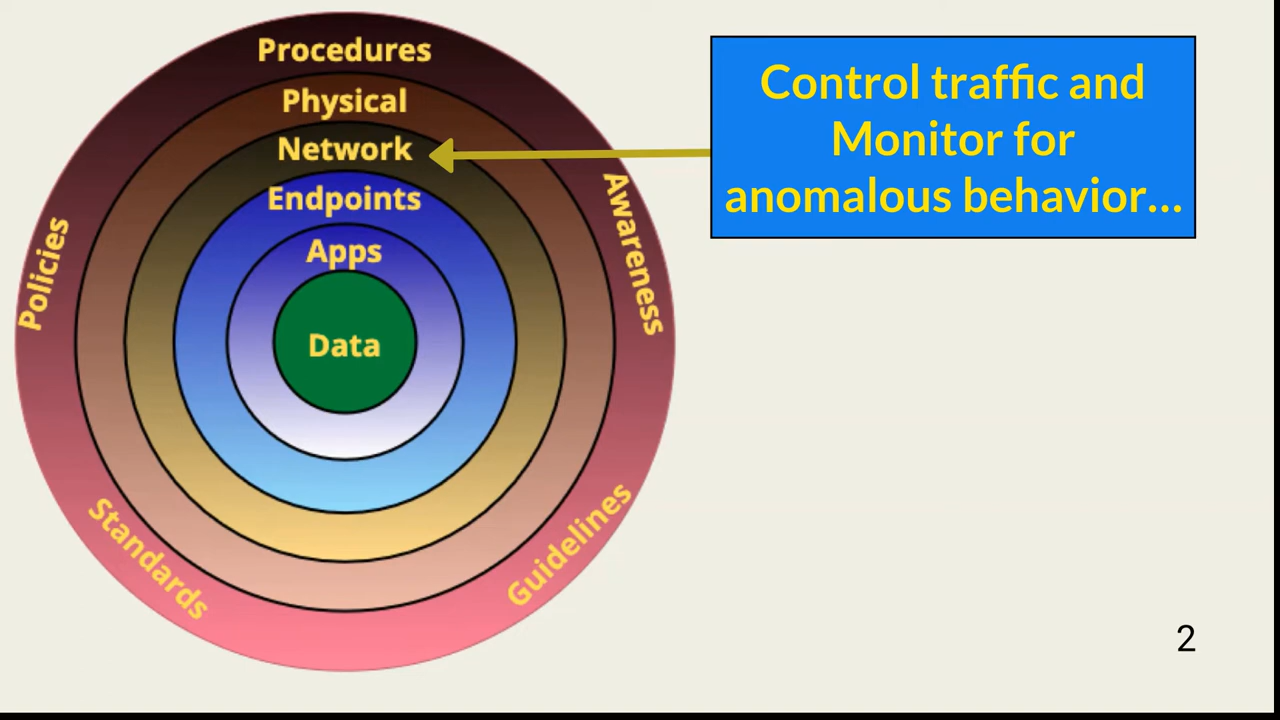 Procedures
Physical
Network
Endpoints
Apps
Data
Policies
Awareness
Standards
Guidelines
Control traffic and
Monitor for
anomalous behavior...
2